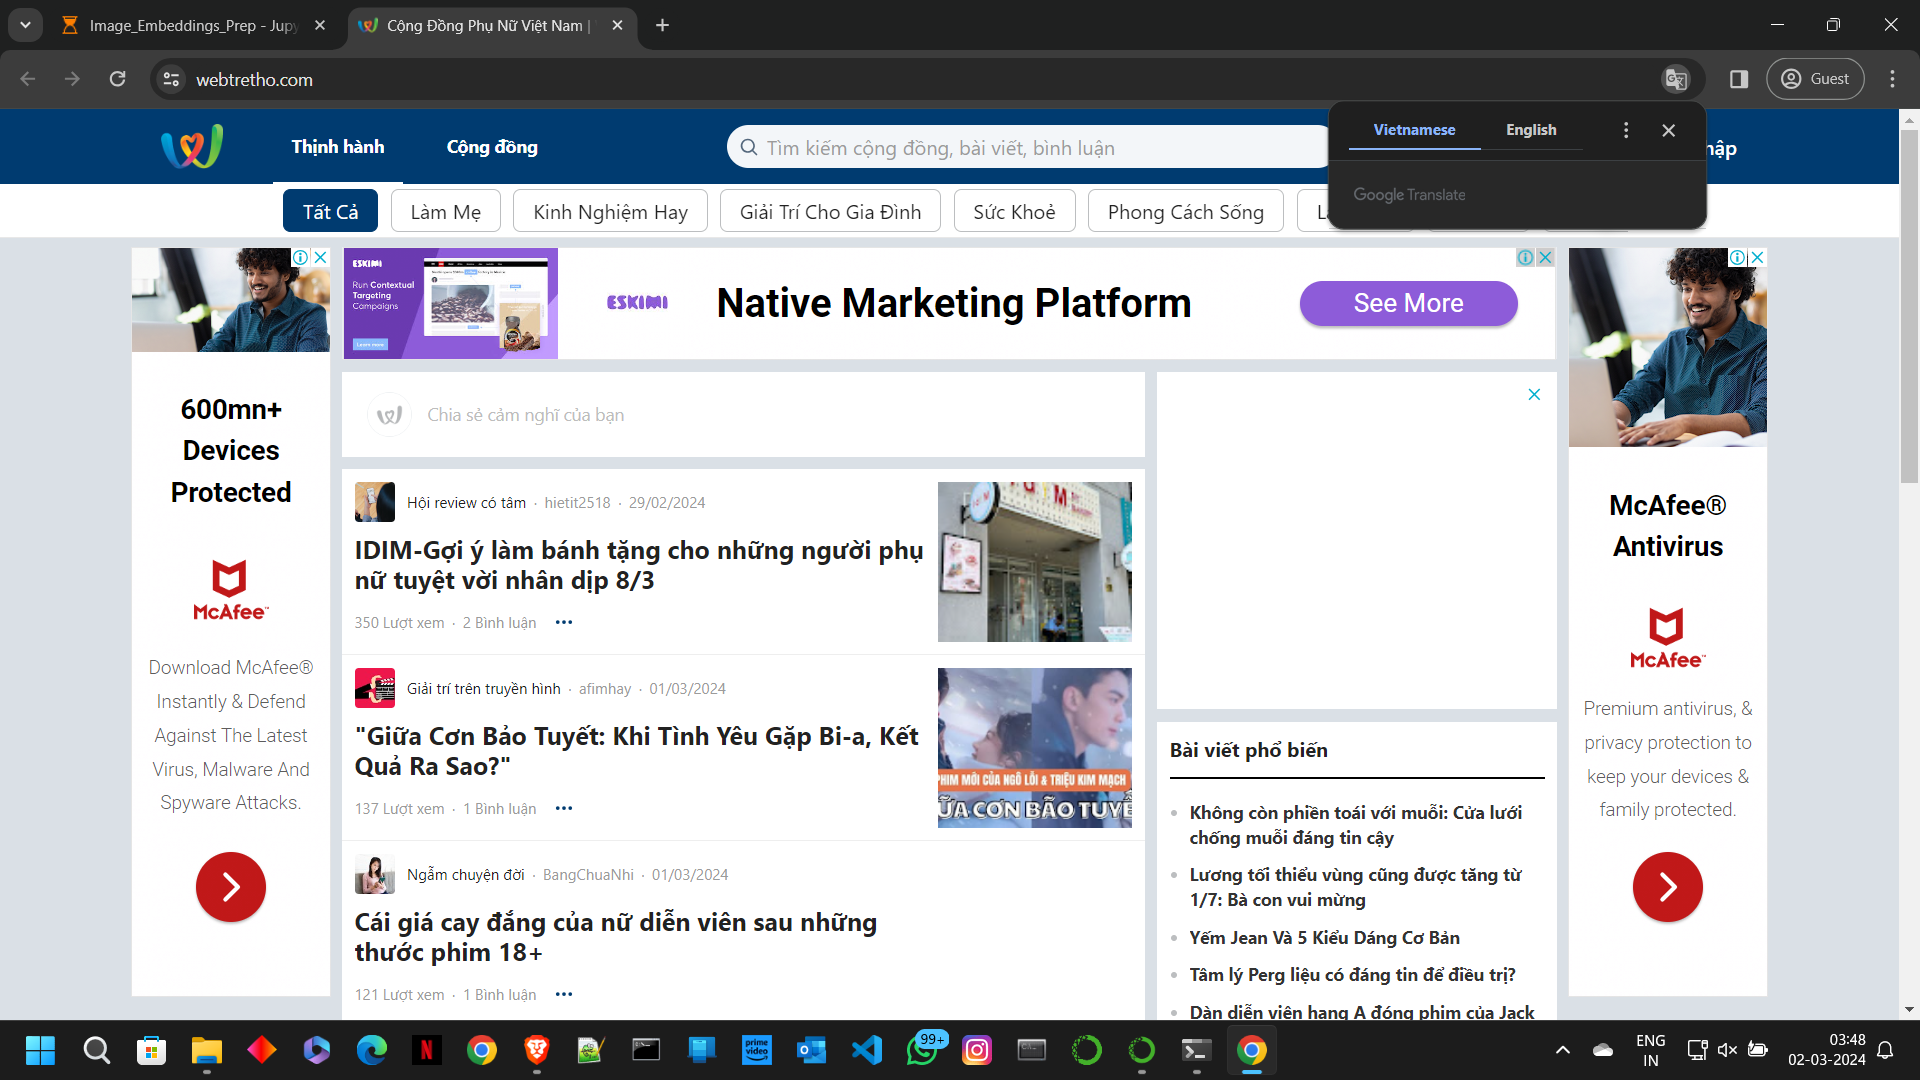 Image_Embeddings_Prep - Jupy
Cộng Đồng Phụ Nữ Việt Nam |
webtretho.com
Guest
Thịnh hành
Cộng đồng
Tìm kiếm cộng đồng, bài viết, bình luận
Vietnamese
English
Google Translate
Tất Cả
Làm Mẹ
Kinh Nghiệm Hay
Giải Trí Cho Gia Đình
Sức Khoẻ
Phong Cách Sống
600mn+
Devices
Protected
McAfee™
Download McAfee®
Instantly & Defend
Against The Latest
Virus, Malware And
Spyware Attacks.
ESKIMI
Run Contextual
Targeting
Campaigns
Learn more
ESKIMI
Native Marketing Platform
See More
Chia sẻ cảm nghĩ của bạn
Hội review có tâm · hietit2518 · 29/02/2024
IDIM-Gợi ý làm bánh tặng cho những người phụ
nữ tuyệt vời nhân dịp 8/3
350 Lượt xem · 2 Bình luận
Giải trí trên truyền hình · afimhay · 01/03/2024
"Giữa Cơn Bảo Tuyết: Khi Tình Yêu Gặp Bi-a, Kết
Quả Ra Sao?"
137 Lượt xem · 1 Bình luận
PHIM MỚI CỦA NGÔ LỖI & TRIỆU KIM MẠCH
ỮA CƠN BÃO TUYẾ
Ngẫm chuyện đời · BangChuaNhi · 01/03/2024
Cái giá cay đắng của nữ diễn viên sau những
thước phim 18+
121 Lượt xem · 1 Bình luận
Bài viết phổ biến
Không còn phiền toái với muỗi: Cửa lưới
chống muỗi đáng tin cậy
Lương tối thiểu vùng cũng được tăng từ
1/7: Bà con vui mừng
Yếm Jean Và 5 Kiểu Dáng Cơ Bản
Tâm lý Perg liệu có đáng tin để điều trị?
Dàn diễn viên hạng A đóng phim của Jack
McAfee®
Antivirus
McAfee™
Premium antivirus, &
privacy protection to
keep your devices &
family protected.
99+
prime video
ENG
IN
03:48
02-03-2024